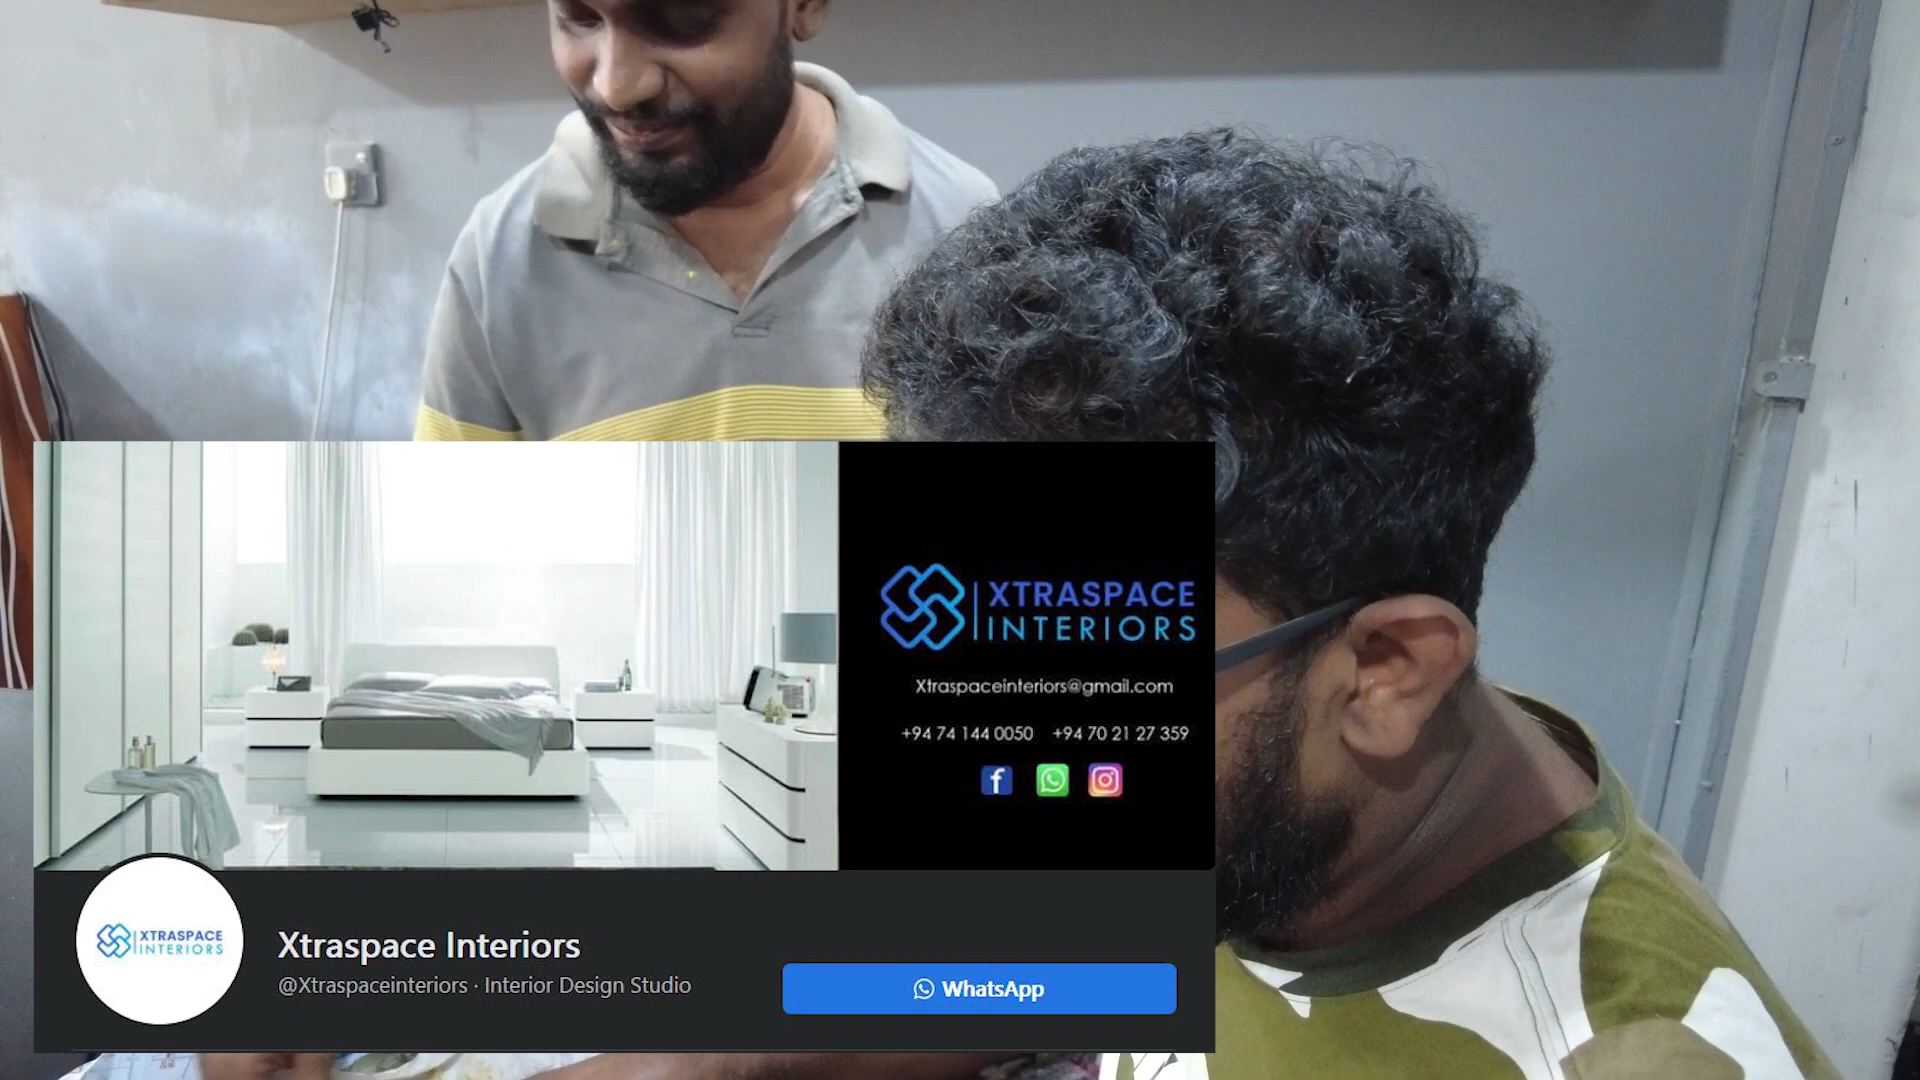 XTRASPACE
INTERIORS
Xtraspaceinteriors@gmail.com
+94 74 144 0050 +94 70 21 27 359
XTRASPACE
INTERIORS
Xtraspace Interiors
@Xtraspaceinteriors · Interior Design Studio
WhatsApp